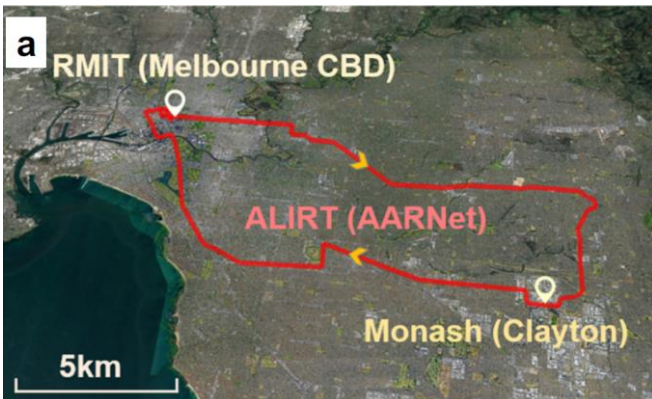 a
RMIT (Melbourne CBD)
ALIRT (AARNet)
Monash (Clayton)
5km